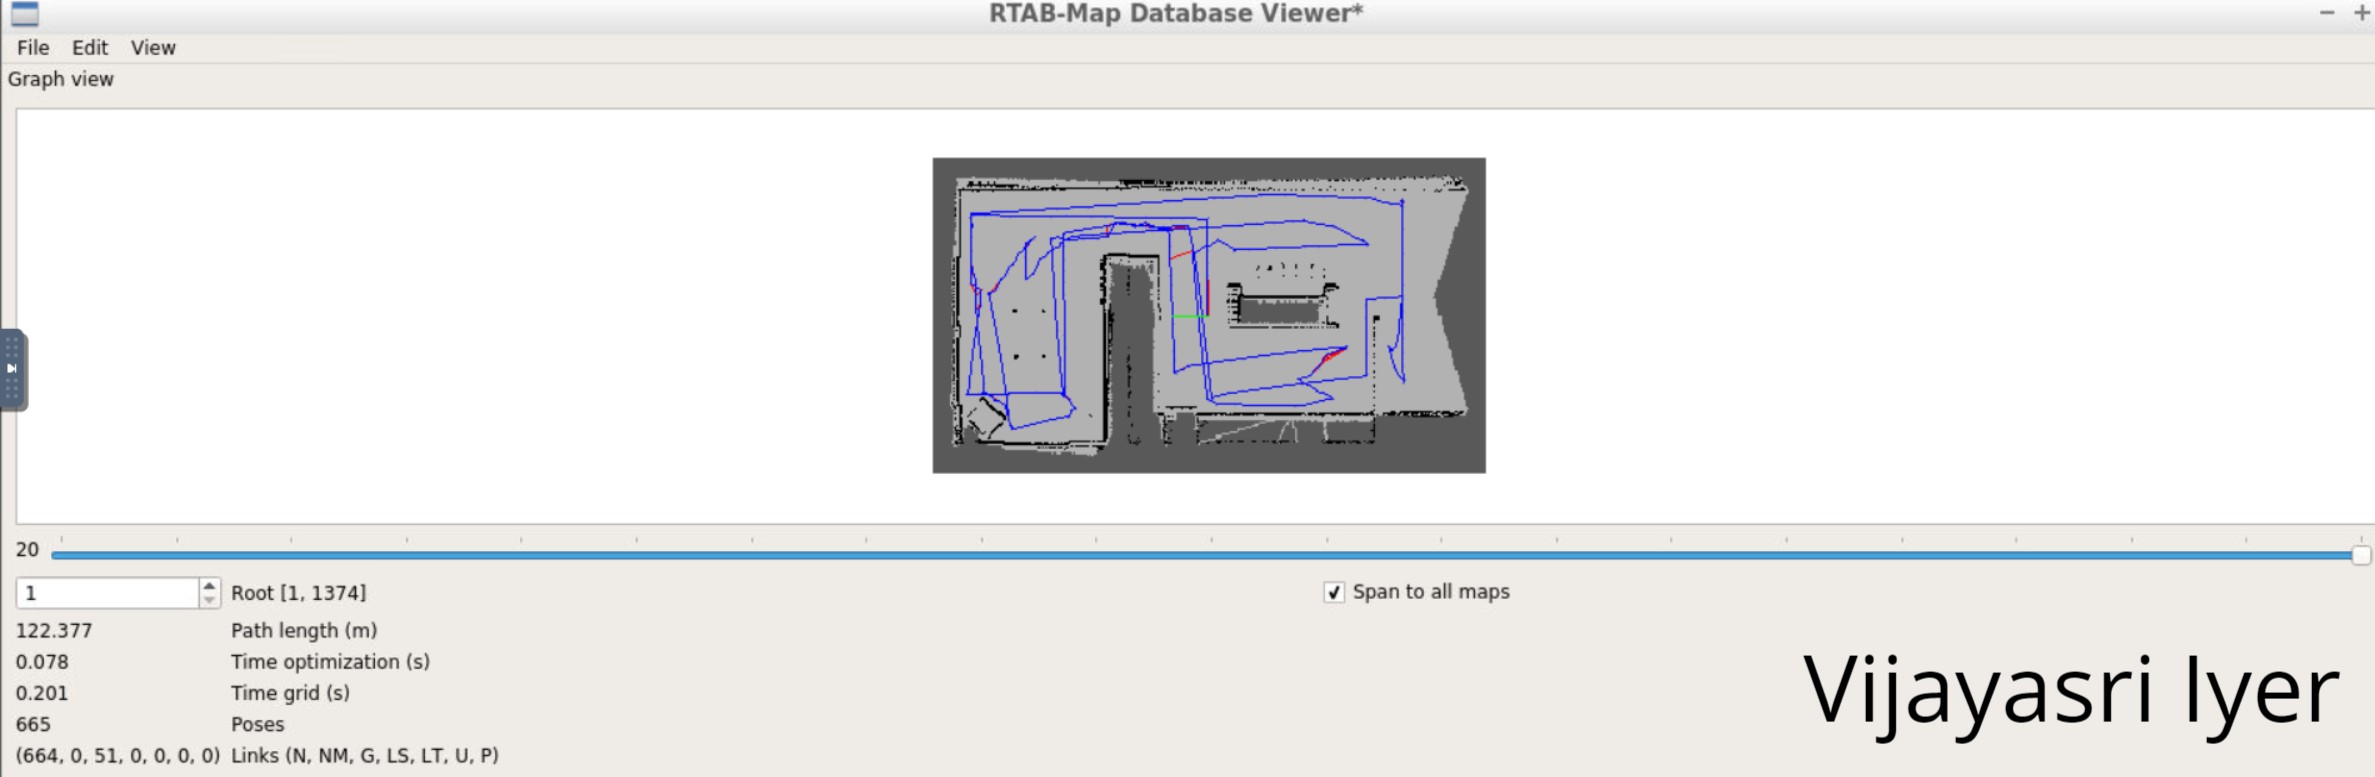 RTAB-Map Database Viewer*
File Edit View
Graph view
20
1 Root [1, 1374] Span to all maps
122.377 Path length (m)
0.078 Time optimization (s)
0.201 Time grid (s)
665 Poses
(664, 0, 51, 0, 0, 0, 0) Links (N, NM, G, LS, LT, U, P)
Vijayasri Iyer